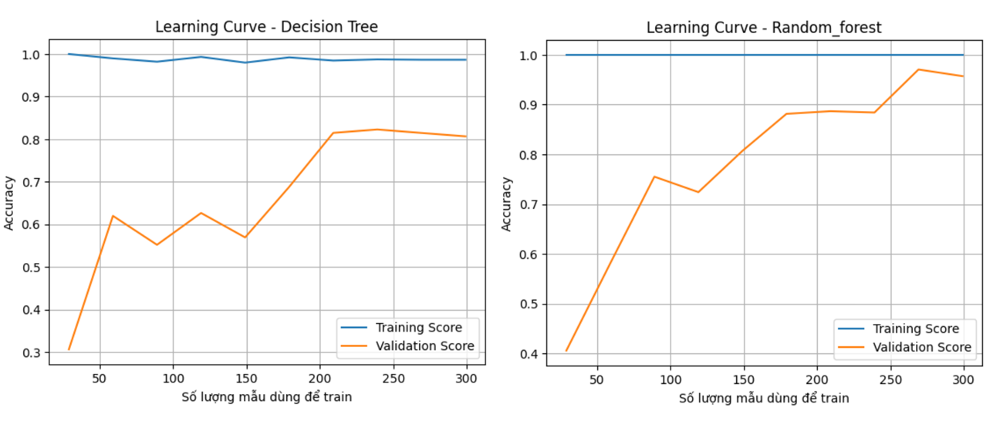 Learning Curve - Decision Tree
1.0
0.9
0.8
0.7
0.6
0.5
0.4
0.3
Accuracy
50 100 150 200 250 300
Số lượng mẫu dùng để train
Training Score
Validation Score
Learning Curve - Random_forest
1.0
0.9
0.8
0.7
0.6
0.5
0.4
Accuracy
50 100 150 200 250 300
Số lượng mẫu dùng để train
Training Score
Validation Score